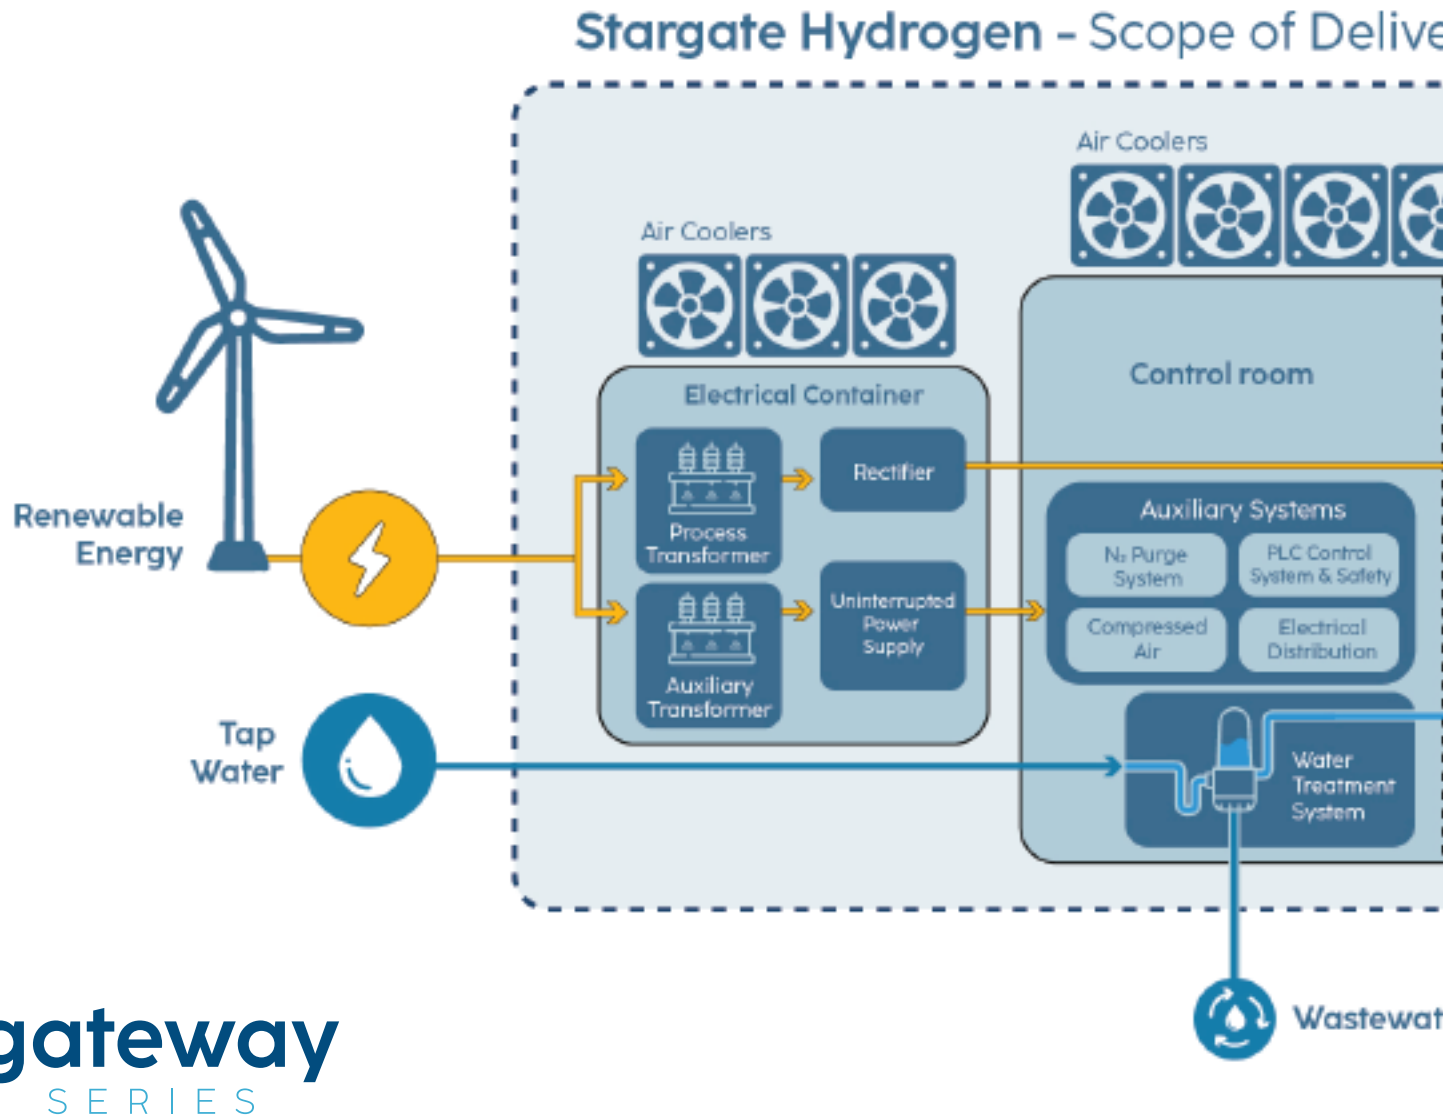 Stargate Hydrogen - Scope of Delive
Air Coolers
Air Coolers
Electrical Container
Control room
Process
Transformer
Rectifier
Auxiliary
Transformer
Uninterrupted
Power
Supply
Auxiliary Systems
N₂ Purge
System
PLC Control
System & Safety
Compressed
Air
Electrical
Distribution
Renewable
Energy
Tap
Water
Water
Treatment
System
Wastewat
gateway
SERIES